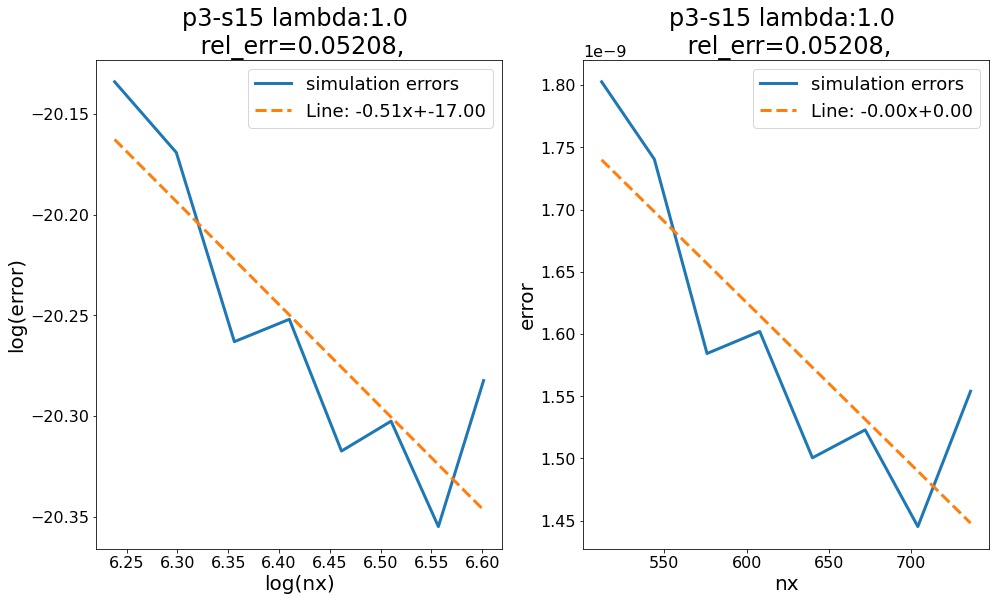 p3-s15 lambda:1.0
rel_err=0.05208,
simulation errors
Line: -0.51x+-17.00
log(error)
−20.15
−20.20
−20.25
−20.30
−20.35
6.25
6.30
6.35
6.40
6.45
6.50
6.55
6.60
log(nx)
p3-s15 lambda:1.0
rel_err=0.05208,
1e−9
simulation errors
Line: -0.00x+0.00
error
1.80
1.75
1.70
1.65
1.60
1.55
1.50
1.45
550
600
650
700
nx